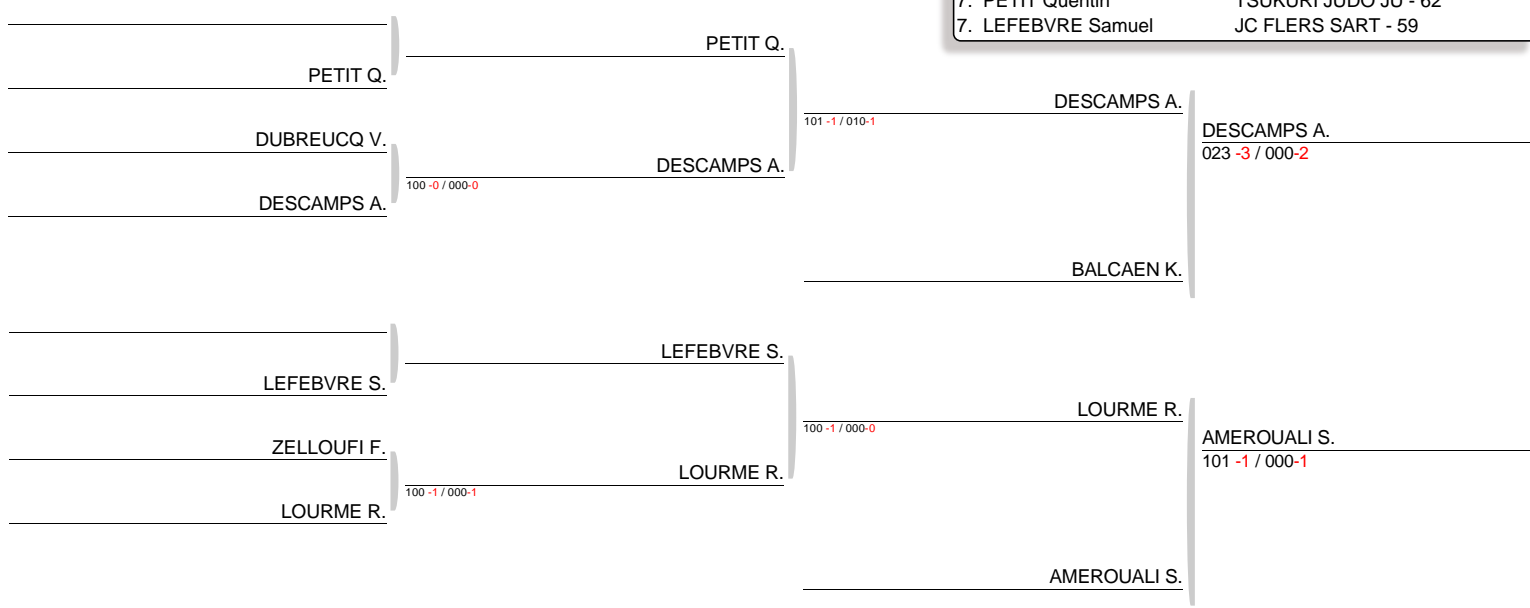 7. PETIT Quentin TSUKURI JUDO JU - 62
7. LEFEBVRE Samuel JC FLERS SART - 59
PETIT Q.
PETIT Q.
DESCAMPS A.
101 -1 / 010-1
DESCAMPS A.
023 -3 / 000-2
DUBREUCQ V.
DESCAMPS A.
100 -0 / 000-0
DESCAMPS A.
BALCAEN K.
LEFEBVRE S.
LEFEBVRE S.
LOURME R.
100 -1 / 000-0
AMEROUALI S.
101 -1 / 000-1
ZELLOUFI F.
LOURME R.
100 -1 / 000-1
LOURME R.
AMEROUALI S.